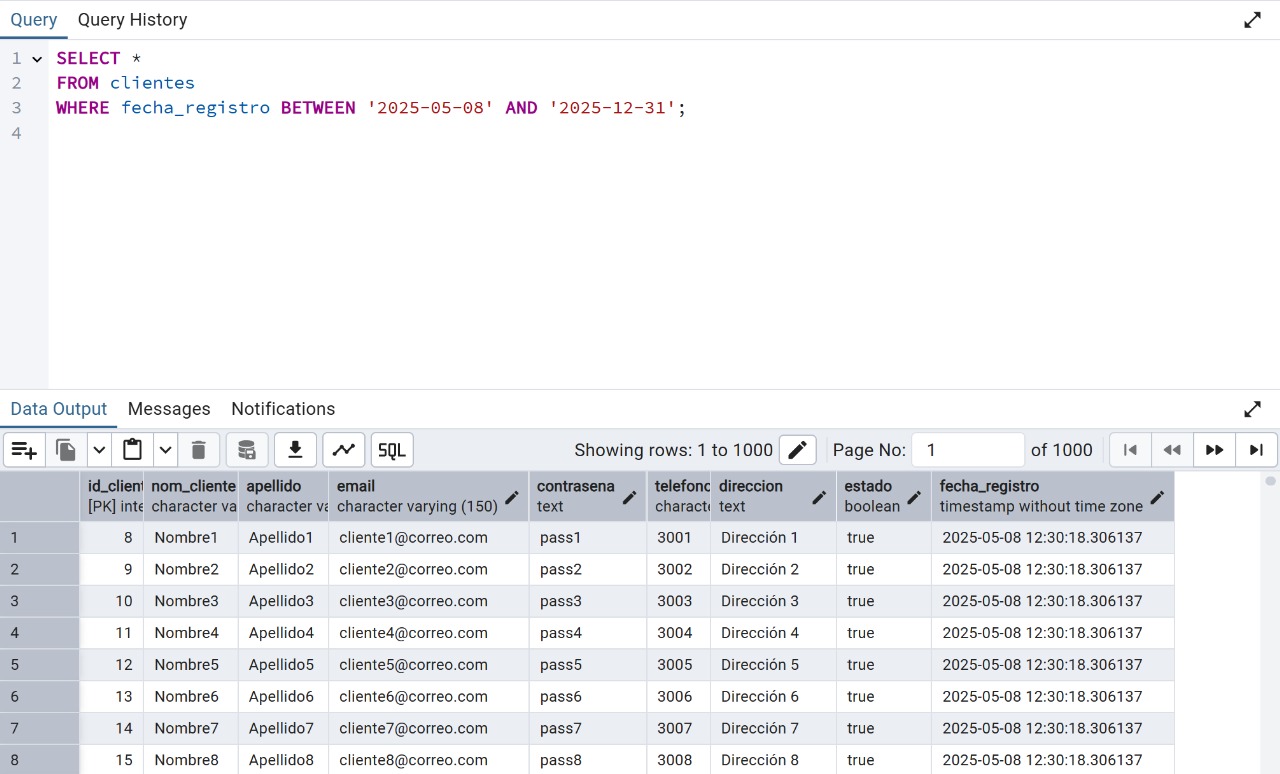 Query Query History
1 SELECT *
2 FROM clientes
3 WHERE fecha_registro BETWEEN '2025-05-08' AND '2025-12-31';
4
Data Output Messages Notifications
SQL Showing rows: 1 to 1000 Page No: 1 of 1000
id_client nom_cliente apellido email contrasena telefono direccion estado fecha_registro
[PK] inte character va character va character varying (150) text characte text boolean timestamp without time zone
1 8 Nombre1 Apellido1 cliente1@correo.com pass1 3001 Dirección 1 true 2025-05-08 12:30:18.306137
2 9 Nombre2 Apellido2 cliente2@correo.com pass2 3002 Dirección 2 true 2025-05-08 12:30:18.306137
3 10 Nombre3 Apellido3 cliente3@correo.com pass3 3003 Dirección 3 true 2025-05-08 12:30:18.306137
4 11 Nombre4 Apellido4 cliente4@correo.com pass4 3004 Dirección 4 true 2025-05-08 12:30:18.306137
5 12 Nombre5 Apellido5 cliente5@correo.com pass5 3005 Dirección 5 true 2025-05-08 12:30:18.306137
6 13 Nombre6 Apellido6 cliente6@correo.com pass6 3006 Dirección 6 true 2025-05-08 12:30:18.306137
7 14 Nombre7 Apellido7 cliente7@correo.com pass7 3007 Dirección 7 true 2025-05-08 12:30:18.306137
8 15 Nombre8 Apellido8 cliente8@correo.com pass8 3008 Dirección 8 true 2025-05-08 12:30:18.306137